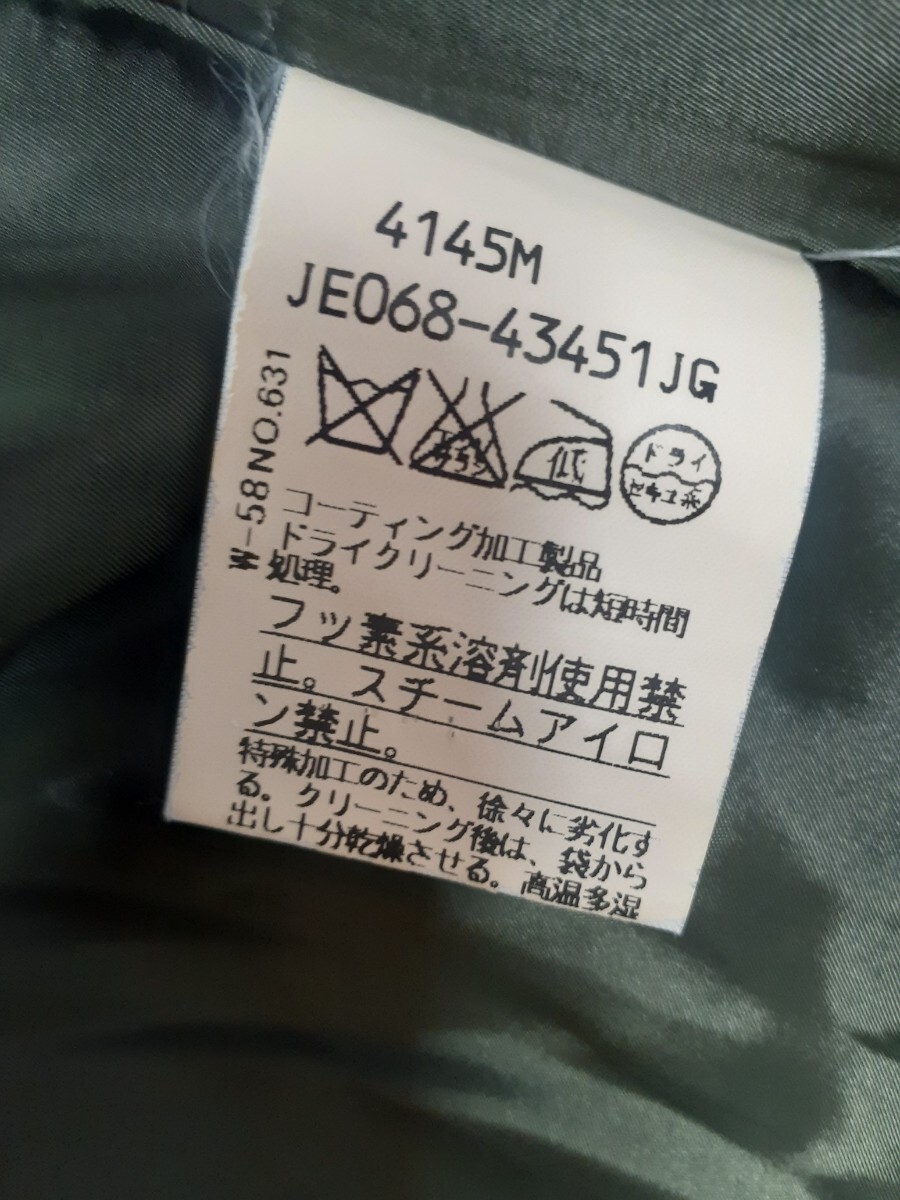 4145M
JE068-43451JG
低
ドライ
セキユ系
コーティング加工製品
ドライクリーニングは短時間
処理。
フッ素系溶剤使用禁
止。スチームアイロ
ン禁止。
特殊加工のため、徐々に劣化す
る。クリーニング後は、袋から
出し十分乾燥させる。高温多湿
-58NO.631